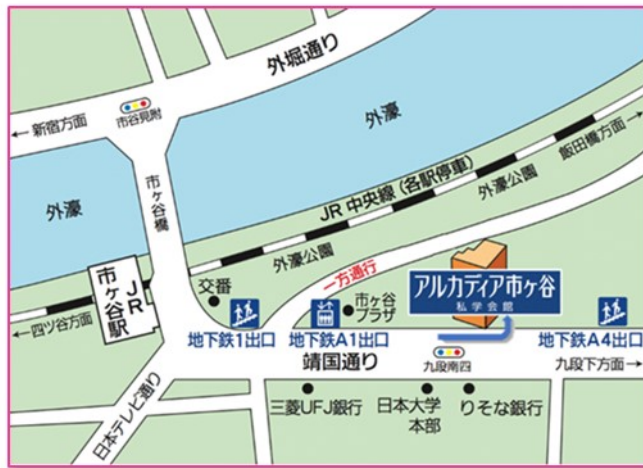 外堀通り
←新宿方面
市谷見附
外濠
飯田橋方面→
市ヶ谷橋
外濠
JR中央線(各駅停車)
外濠公園
外濠公園
一方通行
JR
市ヶ谷駅
交番
市ヶ谷
プラザ
アルカディア市ヶ谷
私学会館
←四ツ谷方面
地下鉄1出口
地下鉄A1出口
地下鉄A4出口
靖国通り
九段南四
九段下方面→
日本テレビ通り
三菱UFJ銀行
日本大学
本部
りそな銀行